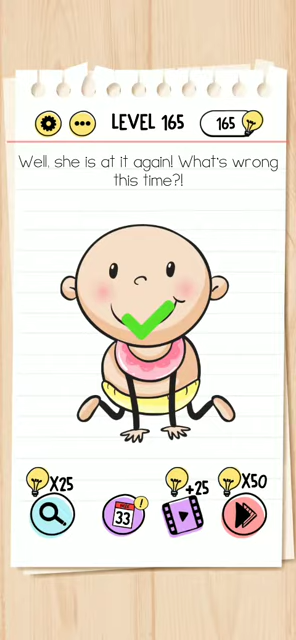 LEVEL 165
165
Well, she is at it again! What's wrong
this time?!
X25
!
33
+25
X50